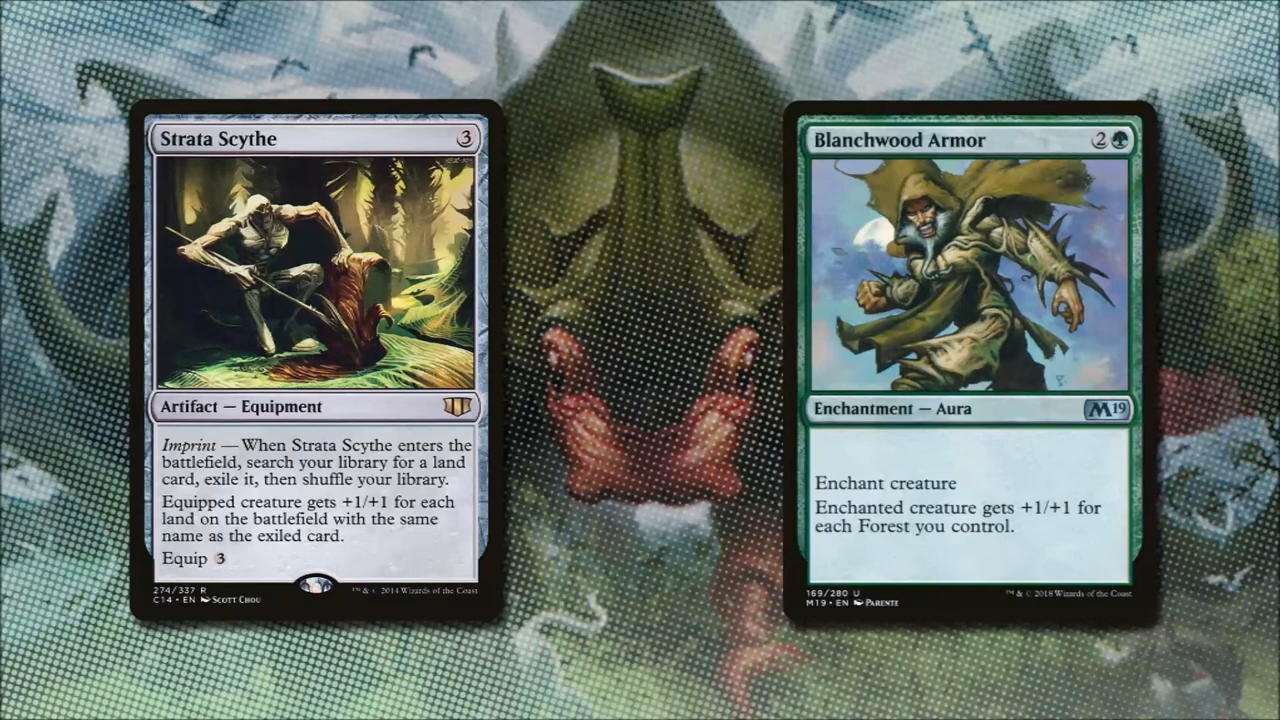 Strata Scythe 3
Artifact — Equipment
Imprint — When Strata Scythe enters the
battlefield, search your library for a land
card, exile it, then shuffle your library.
Equipped creature gets +1/+1 for each
land on the battlefield with the same
name as the exiled card.
Equip 3
274/337 R
C14 • EN Scott Chou
™ & © 2014 Wizards of the Coast
Blanchwood Armor 2
Enchantment — Aura
M19
Enchant creature
Enchanted creature gets +1/+1 for
each Forest you control.
169/280 U
M19 • EN Parente
™ & © 2018 Wizards of the Coast